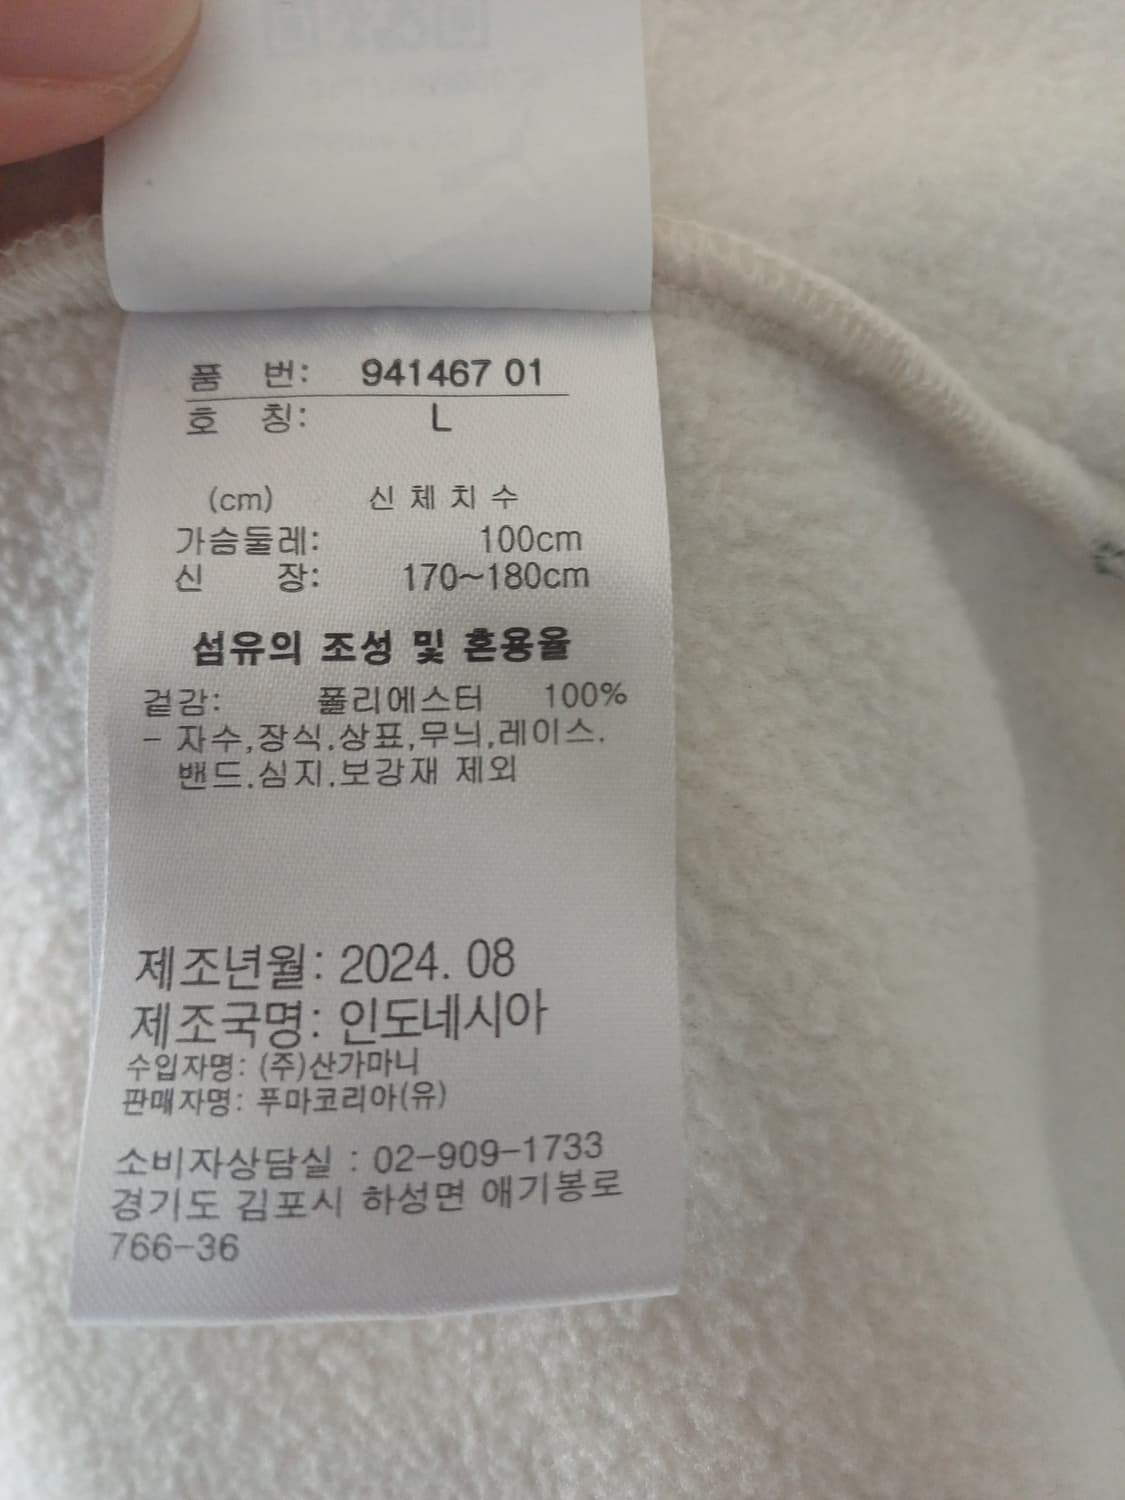 품 번: 941467 01
호 칭: L
(cm) 신 체 치 수
가슴둘레: 100cm
신 장: 170~180cm
섬유의 조성 및 혼용율
겉감: 폴리에스터 100%
- 자수,장식,상표,무늬,레이스.
밴드,심지,보강재 제외
제조년월: 2024. 08
제조국명: 인도네시아
수입자명: (주)산가마니
판매자명: 푸마코리아(유)
소비자상담실 : 02-909-1733
경기도 김포시 하성면 애기봉로
766-36